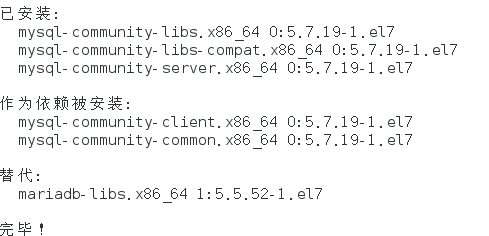 已安装:
mysql-community-libs.x86_64 0:5.7.19-1.el7
mysql-community-libs-compat.x86_64 0:5.7.19-1.el7
mysql-community-server.x86_64 0:5.7.19-1.el7
作为依赖被安装:
mysql-community-client.x86_64 0:5.7.19-1.el7
mysql-community-common.x86_64 0:5.7.19-1.el7
替代:
mariadb-libs.x86_64 1:5.5.52-1.el7
完毕！